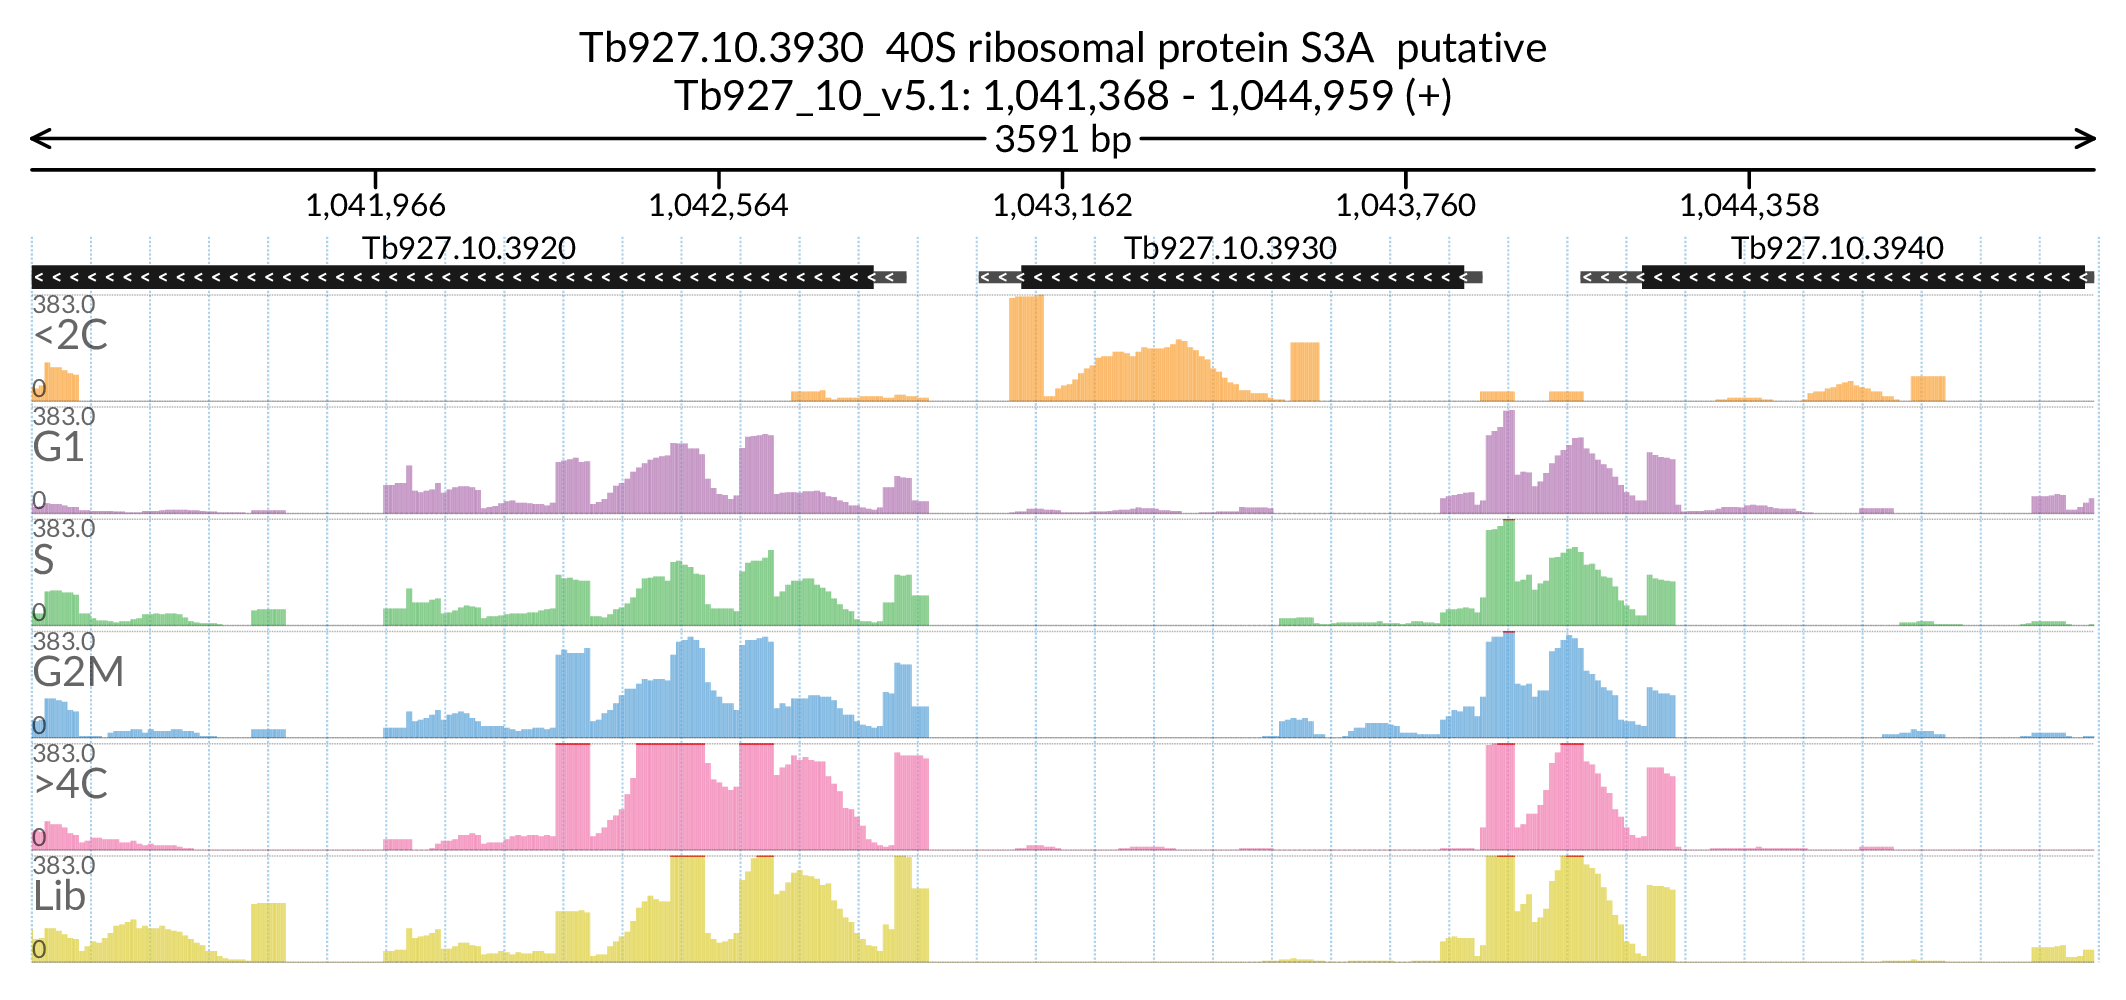 Tb927.10.3930  40S ribosomal protein S3A  putative
Tb927_10_v5.1: 1,041,368 - 1,044,959 (+)
3591 bp
1,041,966 1,042,564 1,043,162 1,043,760 1,044,358
Tb927.10.3920 Tb927.10.3930 Tb927.10.3940
383.0
<2C
0
383.0
G1
0
383.0
S
0
383.0
G2M
0
383.0
>4C
0
383.0
Lib
0